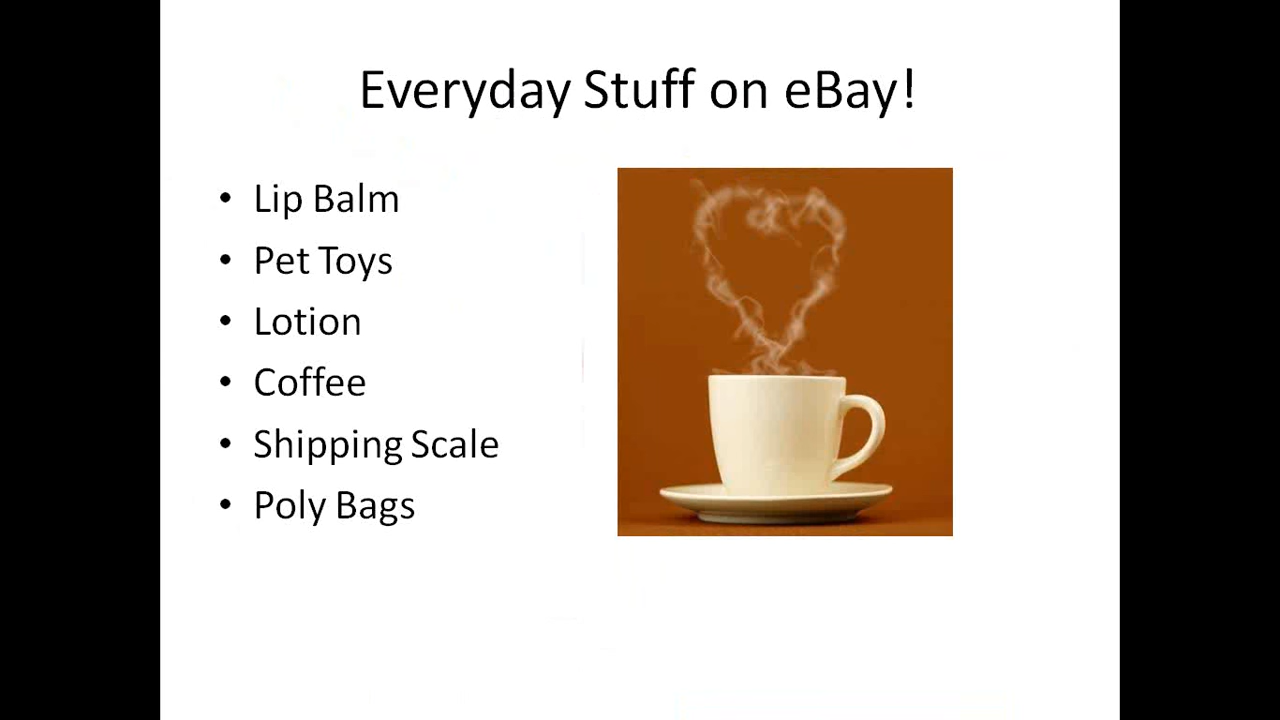 Everyday Stuff on eBay!
• Lip Balm
• Pet Toys
• Lotion
• Coffee
• Shipping Scale
• Poly Bags